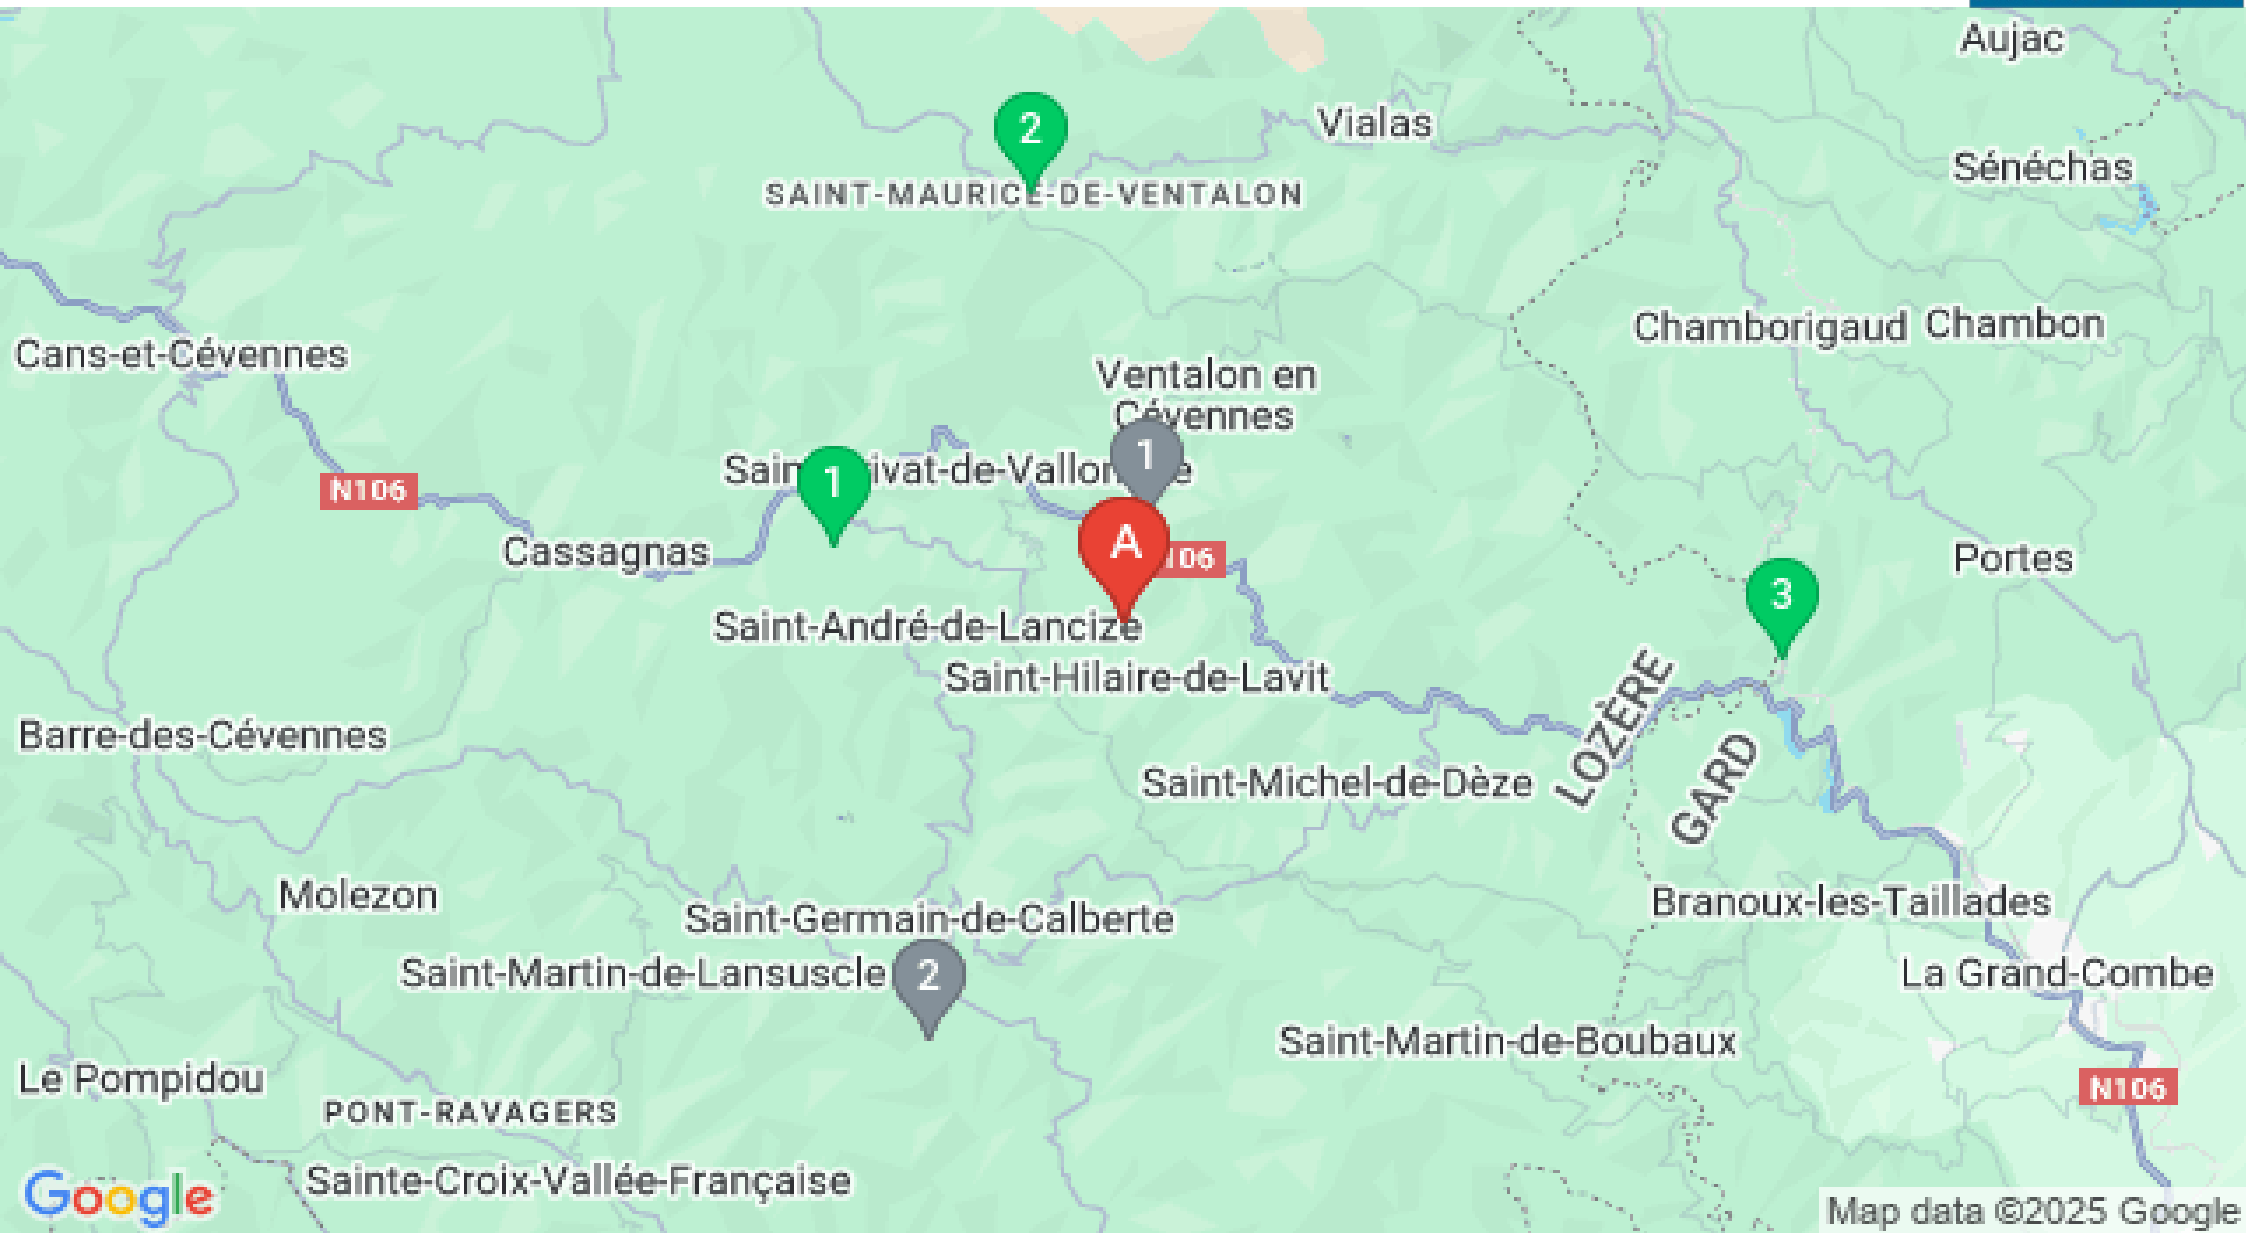 Aujac
Vialas
2
Sénéchas
SAINT-MAURICE-DE-VENTALON
Chamborigaud
Chambon
Cans-et-Cévennes
Ventalon en
Cévennes
1
1
N106
A
Cassagnas
Portes
3
Saint-André-de-Lancize
Saint-Hilaire-de-Lavit
LOZÈRE
GARD
Barre-des-Cévennes
Saint-Michel-de-Dèze
Molezon
Branoux-les-Taillades
Saint-Germain-de-Calberte
Saint-Martin-de-Lansuscle
2
La Grand-Combe
Saint-Martin-de-Boubaux
Le Pompidou
N106
PONT-RAVAGERS
Sainte-Croix-Vallée-Française
Google
Map data ©2025 Google